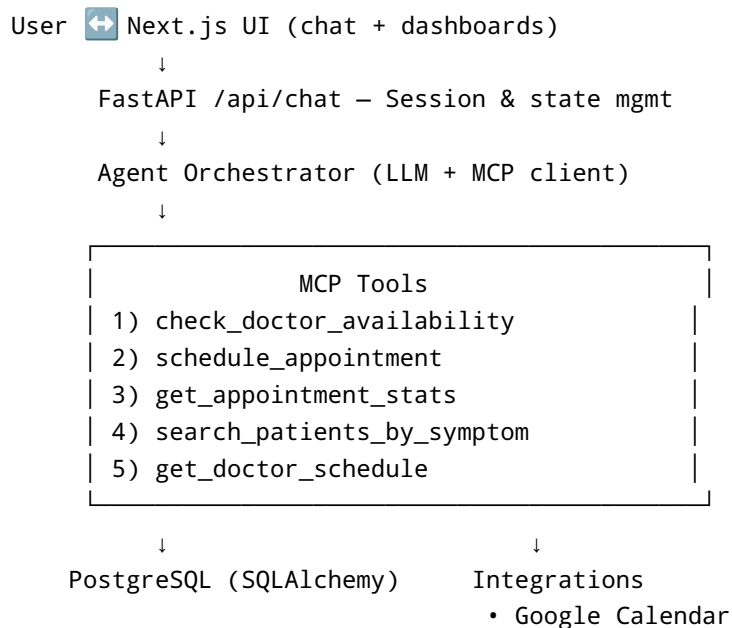 User ↔ Next.js UI (chat + dashboards)
↓
FastAPI /api/chat — Session & state mgmt
↓
Agent Orchestrator (LLM + MCP client)
↓
MCP Tools
1) check_doctor_availability
2) schedule_appointment
3) get_appointment_stats
4) search_patients_by_symptom
5) get_doctor_schedule
↓ ↓
PostgreSQL (SQLAlchemy) Integrations
• Google Calendar